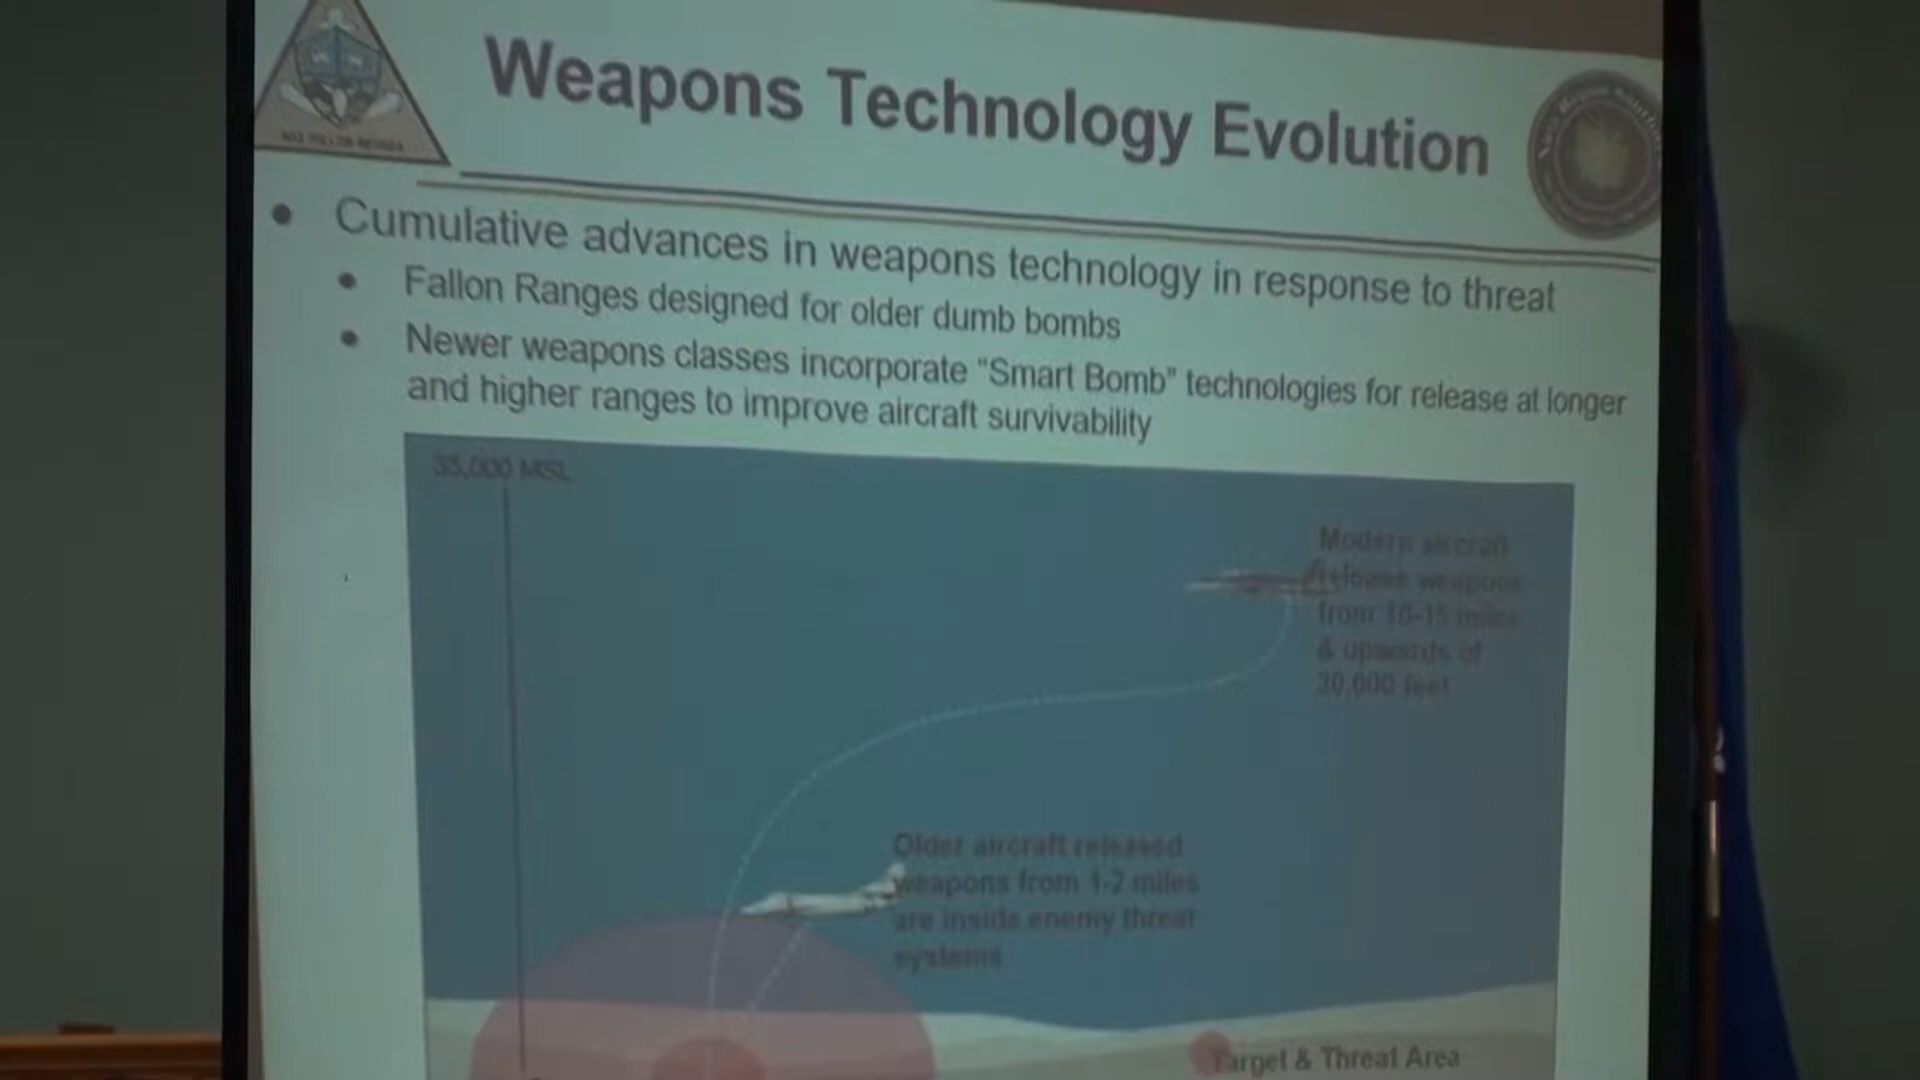 Weapons Technology Evolution
NAS FALLON NEVADA
• Cumulative advances in weapons technology in response to threat
• Fallon Ranges designed for older dumb bombs
• Newer weapons classes incorporate "Smart Bomb" technologies for release at longer
and higher ranges to improve aircraft survivability
35,000 MSL
Modern aircraft
release weapons
from 10-15 miles
& upwards of
30,000 feet
Older aircraft released
weapons from 1-2 miles
are inside enemy threat
systems
Target & Threat Area